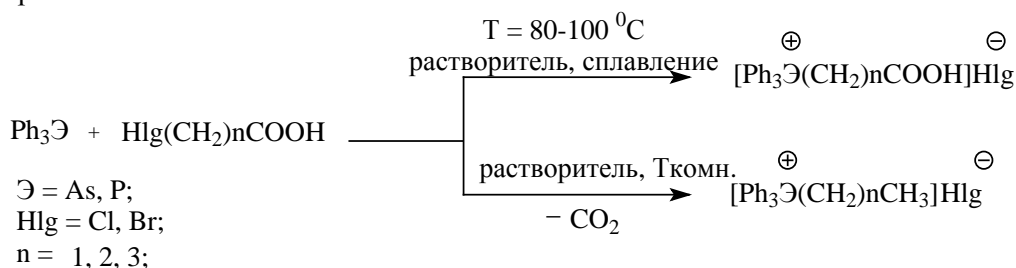 T = 80-100 ⁰C
растворитель, сплавление
⊕ ⊖
[Ph₃Э(CH₂)nCOOH]Hlg
Ph₃Э + Hlg(CH₂)nCOOH
растворитель, Tкомн.
⊕ ⊖
[Ph₃Э(CH₂)nCH₃]Hlg
− CO₂
Э = As, P;
Hlg = Cl, Br;
n = 1, 2, 3;